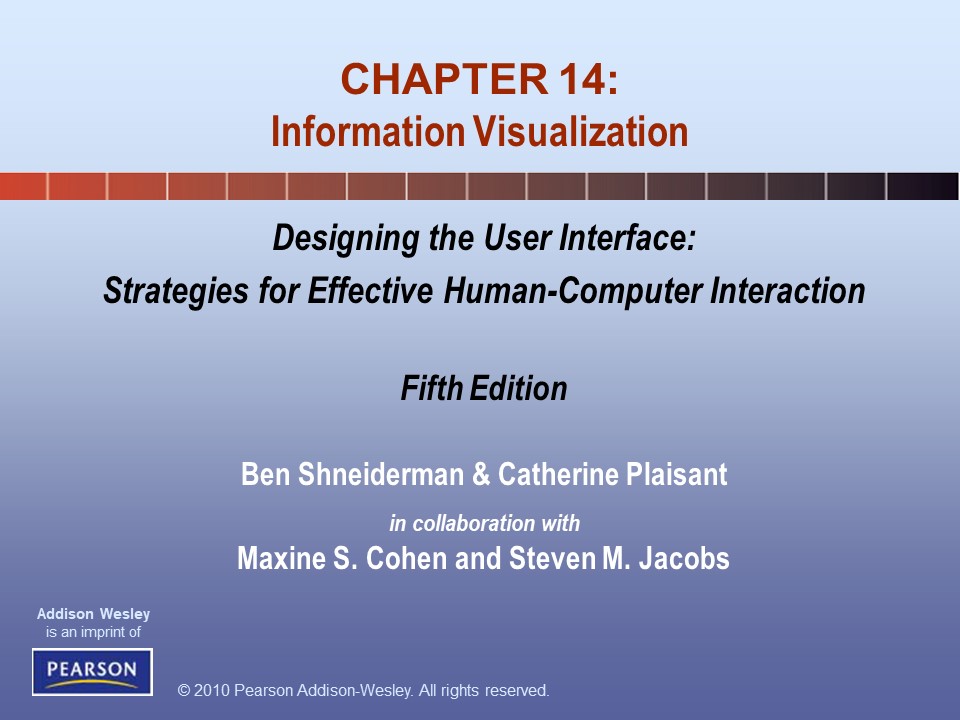 CHAPTER 14:
Information Visualization
Designing the User Interface:
Strategies for Effective Human-Computer Interaction
Fifth Edition
Ben Shneiderman & Catherine Plaisant
in collaboration with
Maxine S. Cohen and Steven M. Jacobs
Addison Wesley
is an imprint of
PEARSON
© 2010 Pearson Addison-Wesley. All rights reserved.